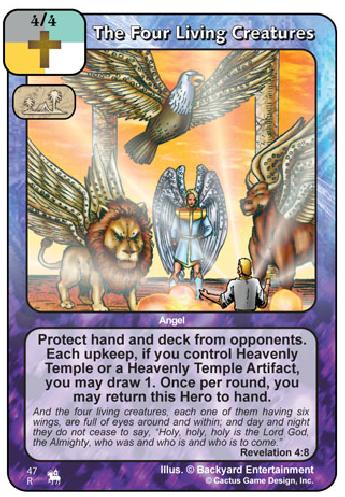 4/4
The Four Living Creatures
Angel
Protect hand and deck from opponents.
Each upkeep, if you control Heavenly
Temple or a Heavenly Temple Artifact,
you may draw 1. Once per round, you
may return this Hero to hand.
And the four living creatures, each one of them having six
wings, are full of eyes around and within; and day and night
they do not cease to say, "Holy, holy, holy is the Lord God,
the Almighty, who was and who is and who is to come."
Revelation 4:8
47
R
Illus. © Backyard Entertainment
© Cactus Game Design, Inc.